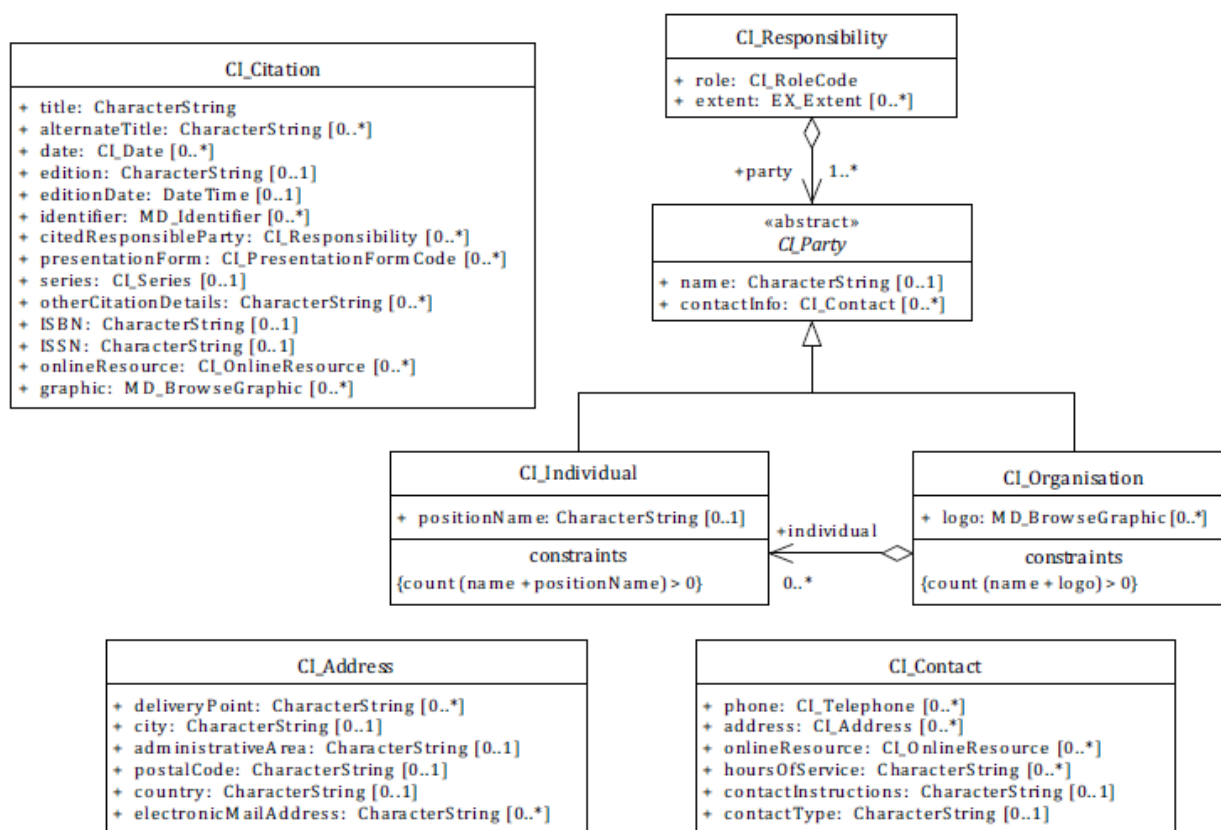 CI_Citation
+ title: CharacterString
+ alternateTitle: CharacterString [0..*]
+ date: CI_Date [0..*]
+ edition: CharacterString [0..1]
+ editionDate: DateTime [0..1]
+ identifier: MD_Identifier [0..*]
+ citedResponsibleParty: CI_Responsibility [0..*]
+ presentationForm: CI_PresentationFormCode [0..*]
+ series: CI_Series [0..1]
+ otherCitationDetails: CharacterString [0..*]
+ ISBN: CharacterString [0..1]
+ ISSN: CharacterString [0..1]
+ onlineResource: CI_OnlineResource [0..*]
+ graphic: MD_BrowseGraphic [0..*]
CI_Responsibility
+ role: CI_RoleCode
+ extent: EX_Extent [0..*]
+party 1..*
«abstract»
CI_Party
+ name: CharacterString [0..1]
+ contactInfo: CI_Contact [0..*]
CI_Individual
+ positionName: CharacterString [0..1]
constraints
{count (name + positionName) > 0}
+individual
0..*
CI_Organisation
+ logo: MD_BrowseGraphic [0..*]
constraints
{count (name + logo) > 0}
CI_Address
+ deliveryPoint: CharacterString [0..*]
+ city: CharacterString [0..1]
+ administrativeArea: CharacterString [0..1]
+ postalCode: CharacterString [0..1]
+ country: CharacterString [0..1]
+ electronicMailAddress: CharacterString [0..*]
CI_Contact
+ phone: CI_Telephone [0..*]
+ address: CI_Address [0..*]
+ onlineResource: CI_OnlineResource [0..*]
+ hoursOfService: CharacterString [0..*]
+ contactInstructions: CharacterString [0..1]
+ contactType: CharacterString [0..1]